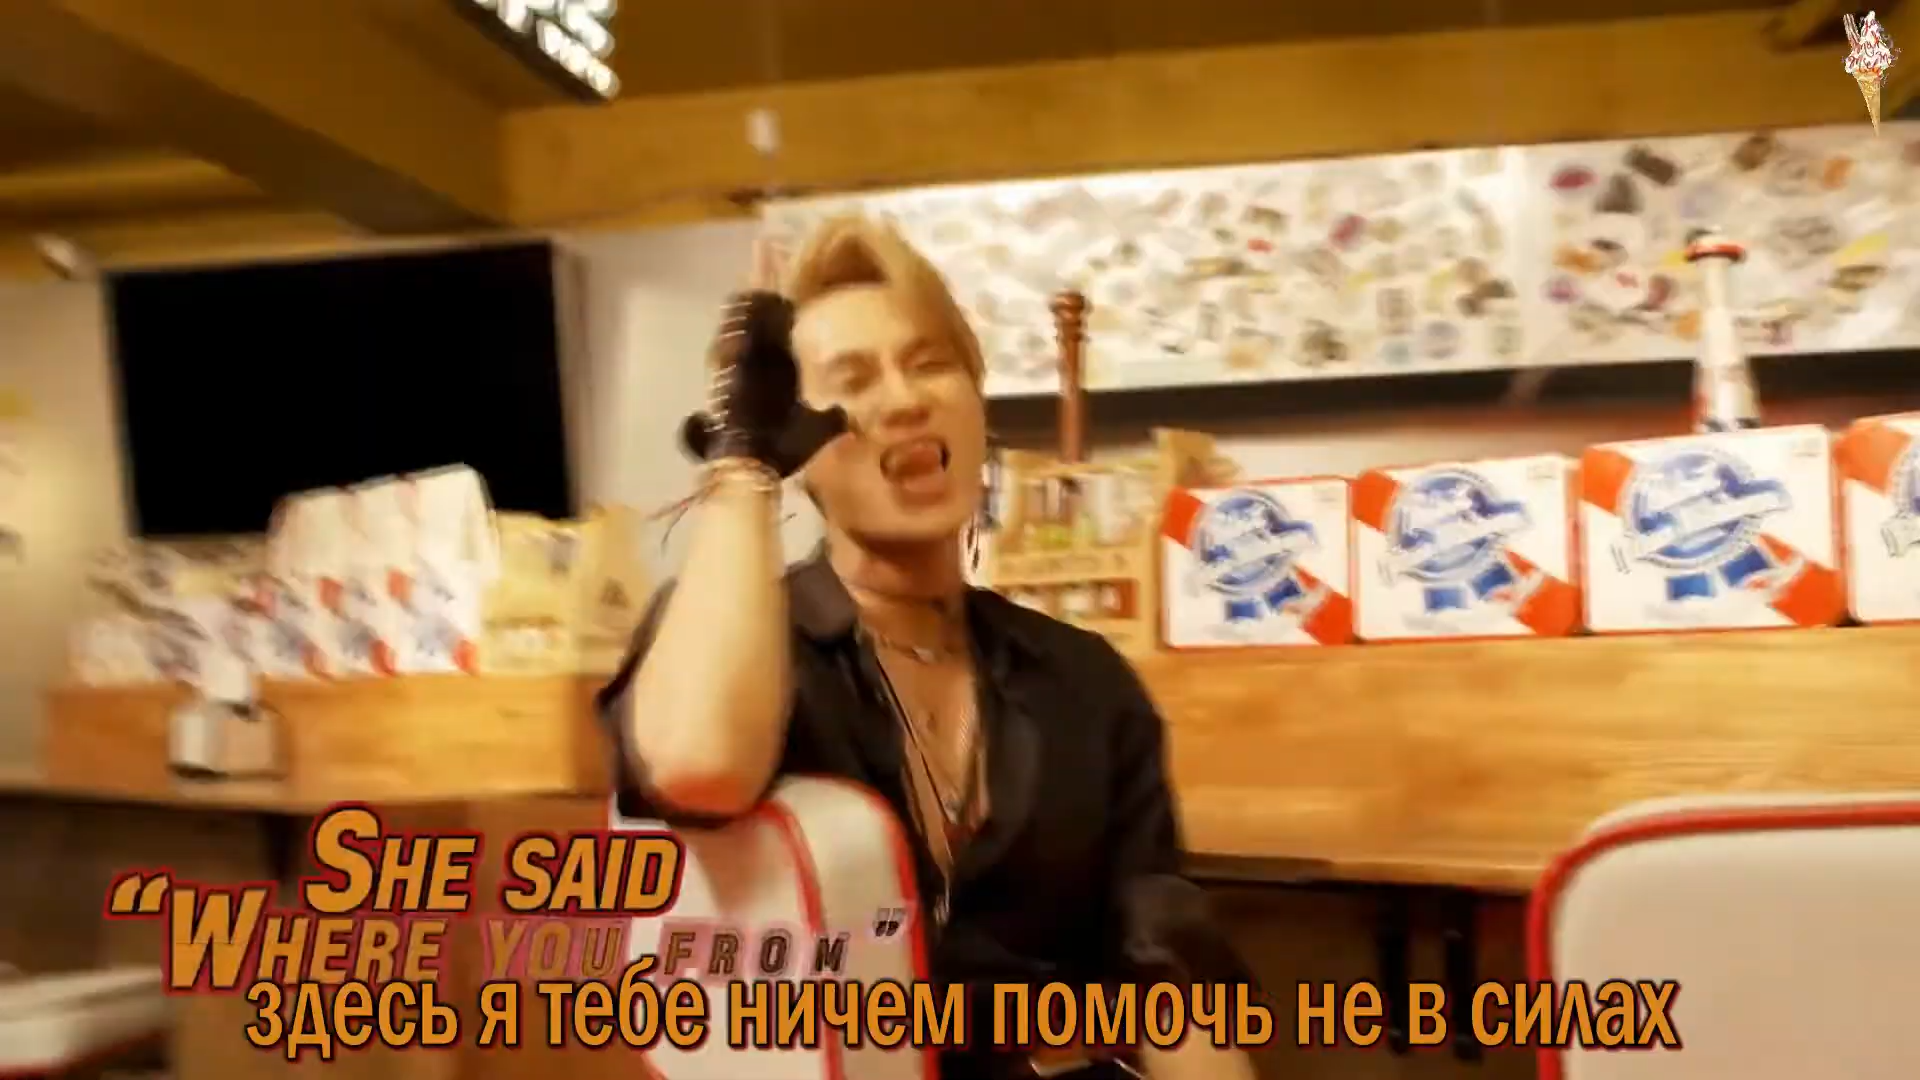 SHE SAID
“WHERE YOU FROM”
здесь я тебе ничем помочь не в силах